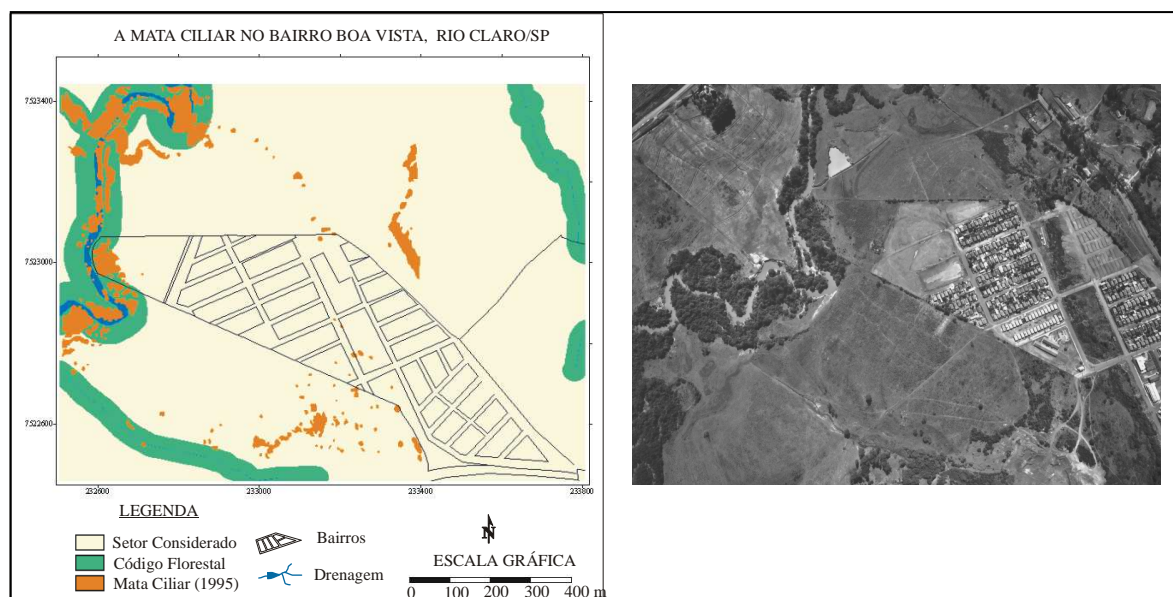 A MATA CILIAR NO BAIRRO BOA VISTA, RIO CLARO/SP
7523400
7523000
7522600
232600 233000 233400 233800
LEGENDA
Setor Considerado
Código Florestal
Mata Ciliar (1995)
Bairros
Drenagem
N
ESCALA GRÁFICA
0 100 200 300 400 m